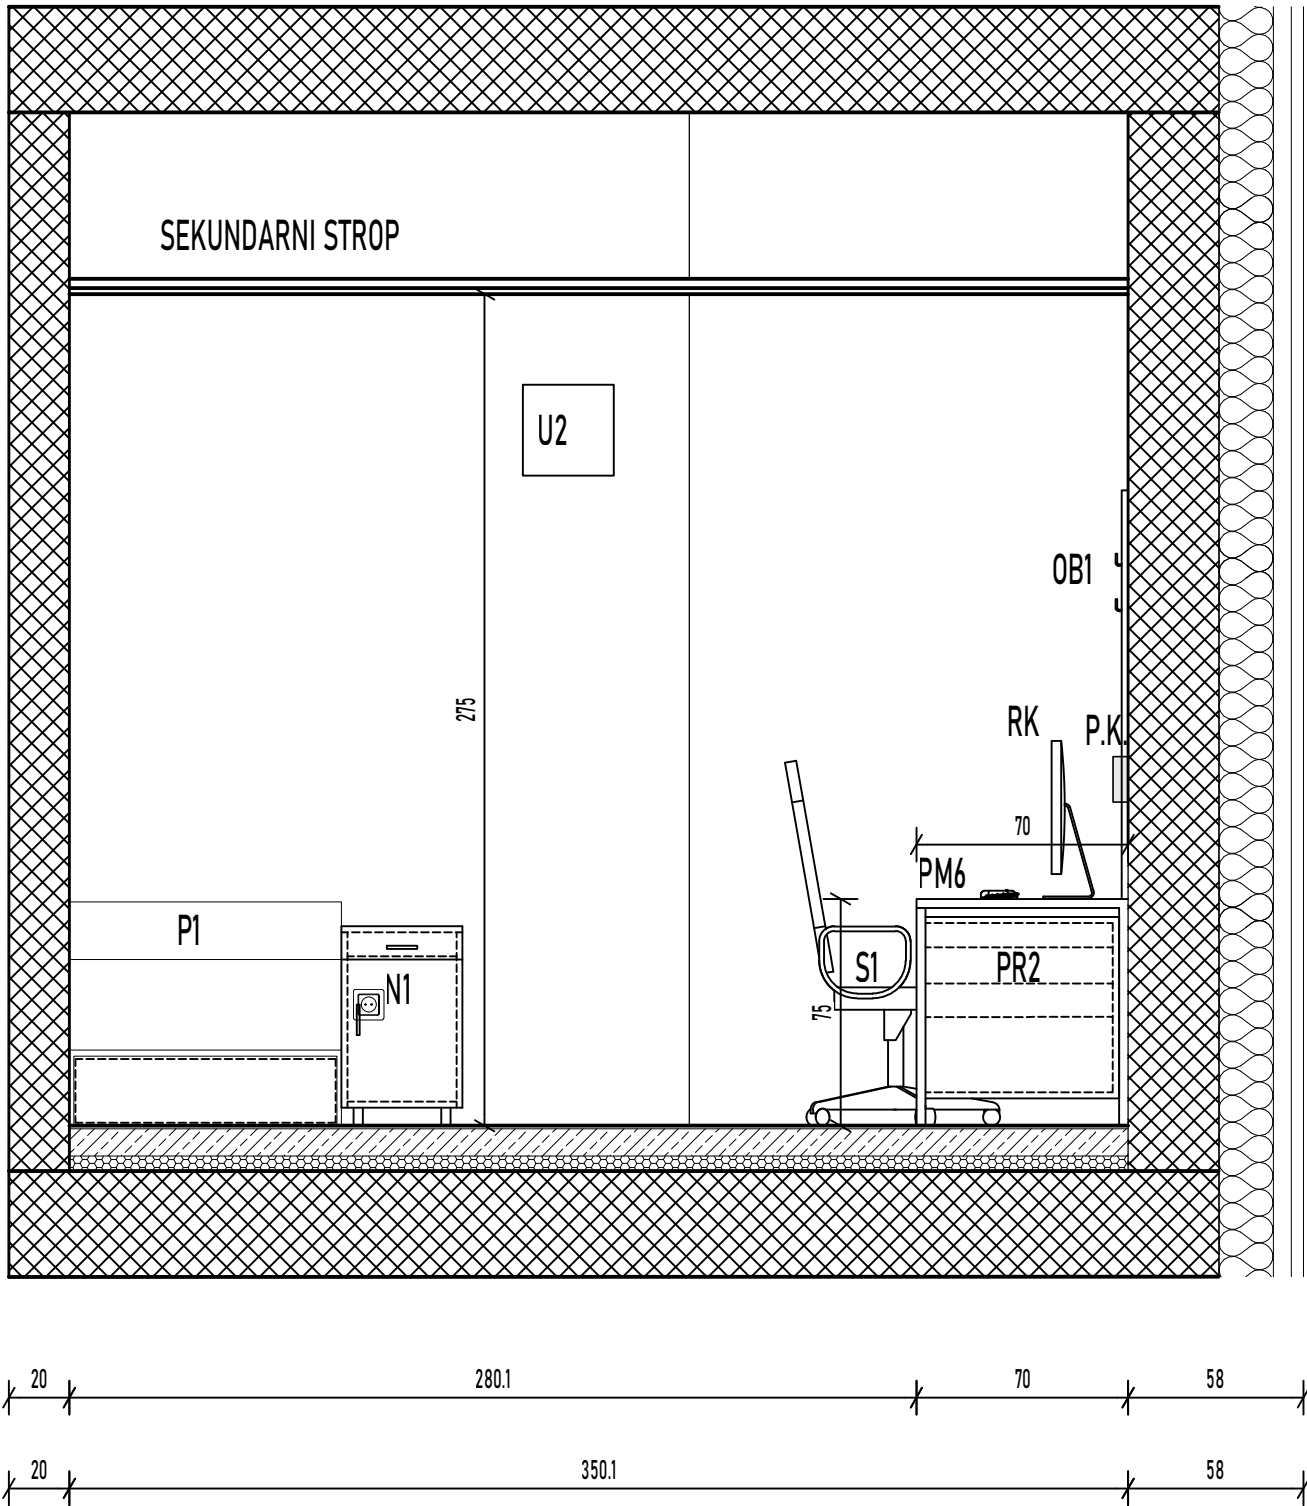 SEKUNDARNI STROP
U2
OB1
275
RK
P.K.
70
PM6
P1
S1
PR2
N1
75
20
280.1
70
58
20
350.1
58